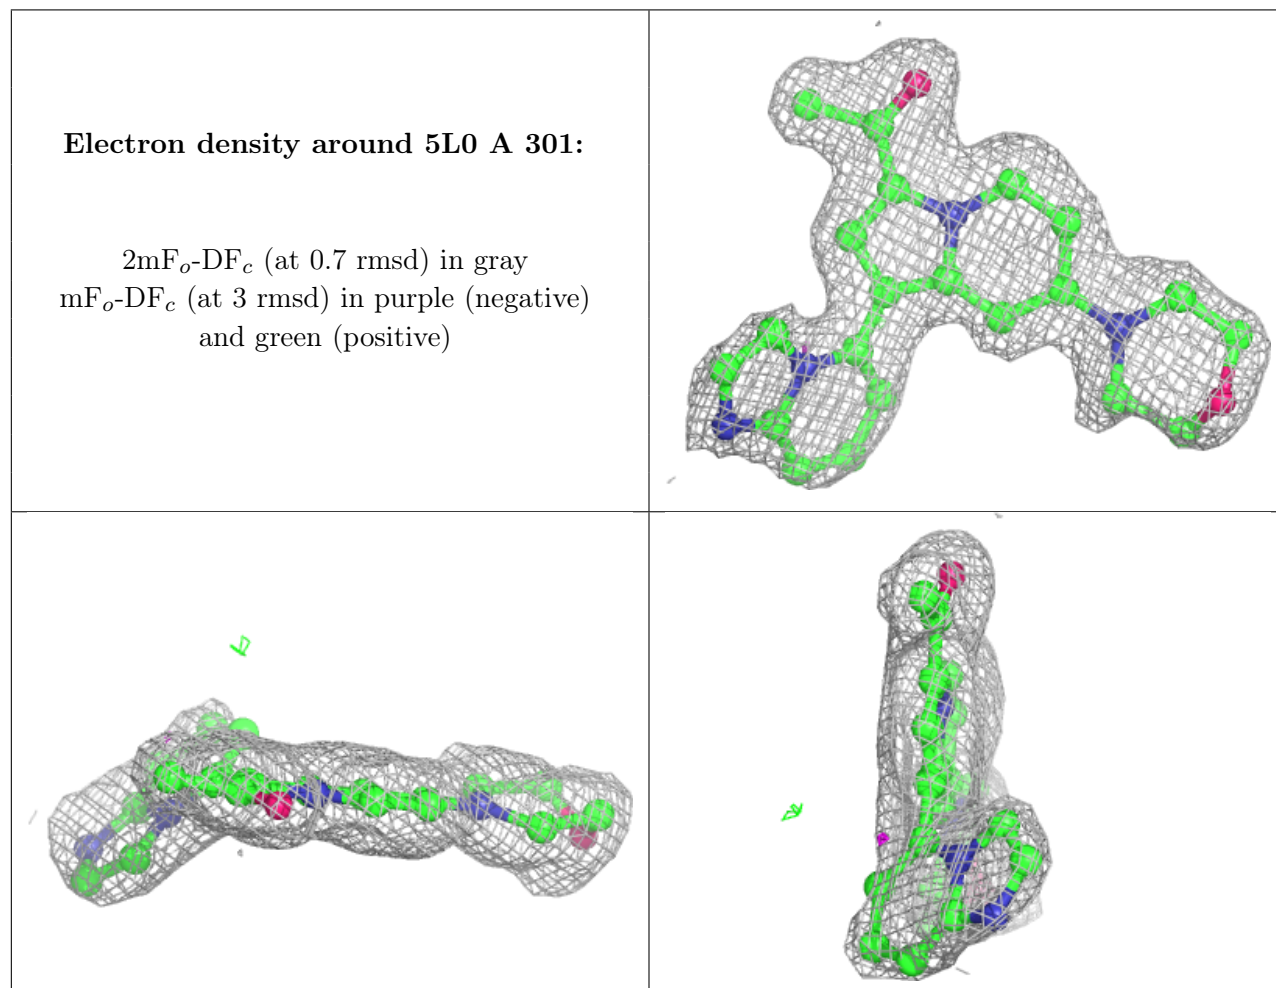 Electron density around 5L0 A 301:
2mFo-DFc (at 0.7 rmsd) in gray
mFo-DFc (at 3 rmsd) in purple (negative)
and green (positive)